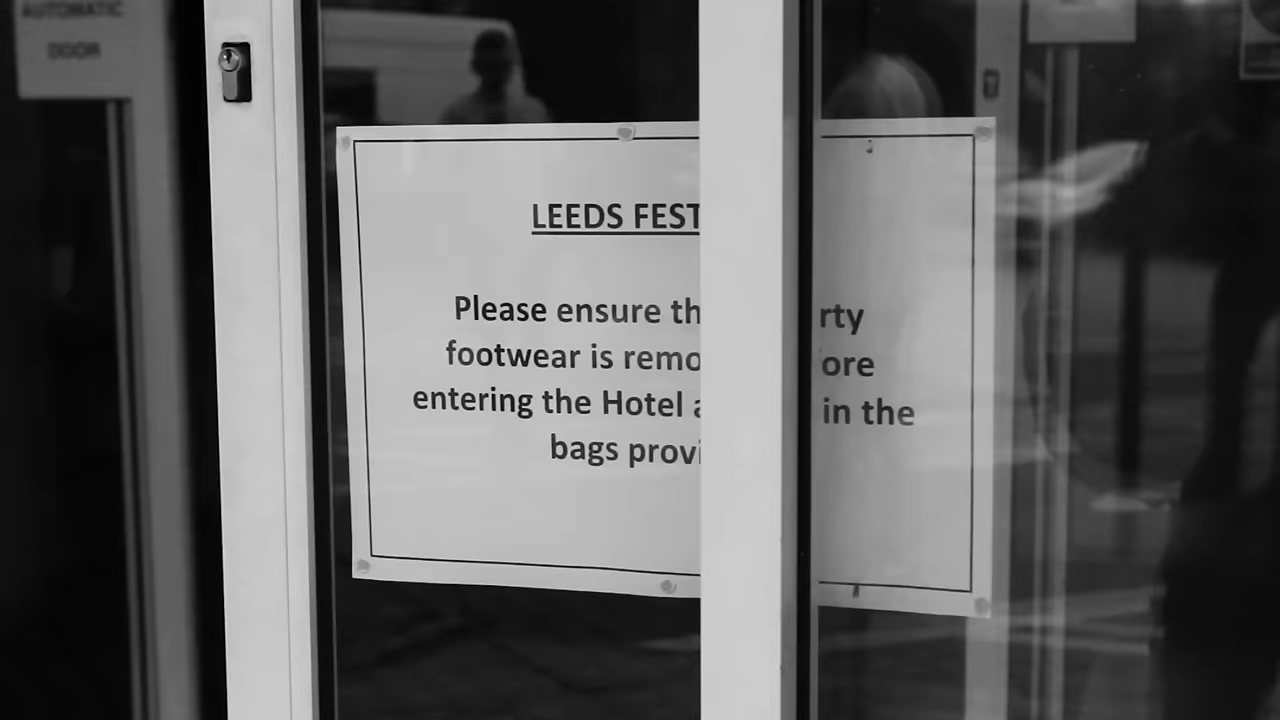 AUTOMATIC
DOOR
LEEDS FEST
Please ensure th rty
footwear is remo ore
entering the Hotel a in the
bags provi